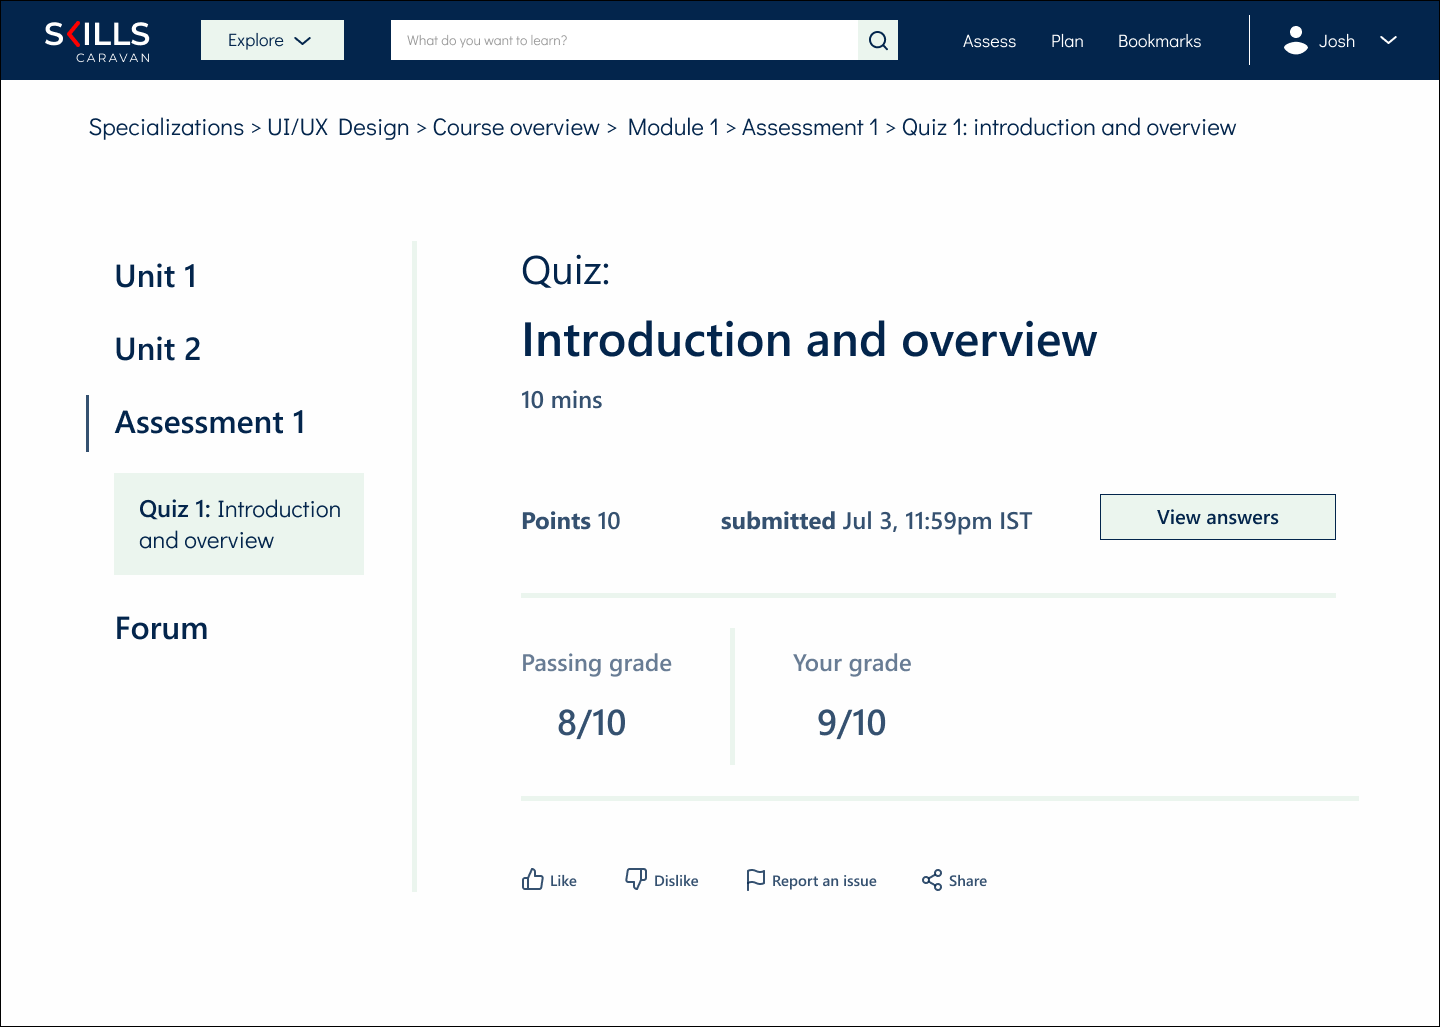 SKILLS
CARAVAN
Explore
What do you want to learn?
Assess
Plan
Bookmarks
Josh
Specializations > UI/UX Design > Course overview > Module 1 > Assessment 1 > Quiz 1: introduction and overview
Unit 1
Unit 2
Assessment 1
Quiz 1: Introduction
and overview
Forum
Quiz:
Introduction and overview
10 mins
Points 10
submitted Jul 3, 11:59pm IST
View answers
Passing grade
8/10
Your grade
9/10
Like
Dislike
Report an issue
Share